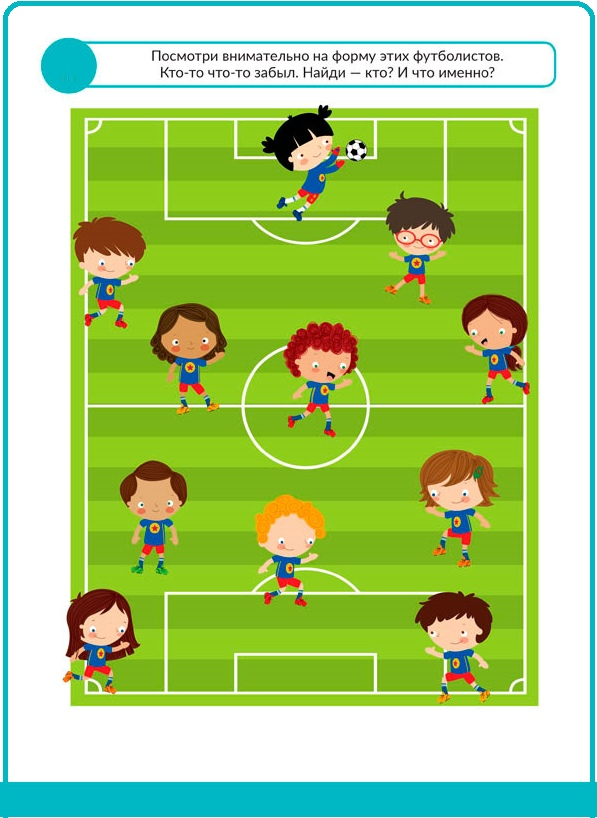 Посмотри внимательно на форму этих футболистов.
Кто-то что-то забыл. Найди — кто? И что именно?